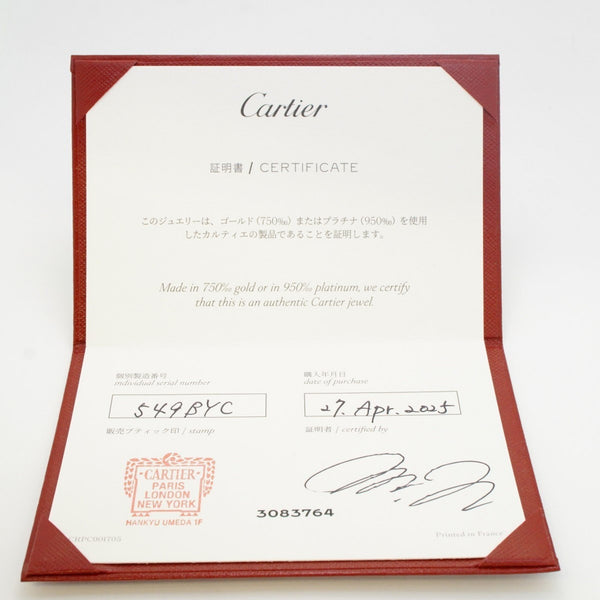 Cartier
証明書 / CERTIFICATE
このジュエリーは、ゴールド (750‰) またはプラチナ (950‰) を使用
したカルティエの製品であることを証明します。
Made in 750‰ gold or in 950‰ platinum, we certify
that this is an authentic Cartier jewel.
個別製造番号
individual serial number
549BYC
購入年月日
date of purchase
27. Apr. 2025
販売ブティック印 / stamp
証明者 / certified by
CARTIER
PARIS
LONDON
NEW YORK
HANKYU UMEDA 1F
3083764
CRPC001705
Printed in France